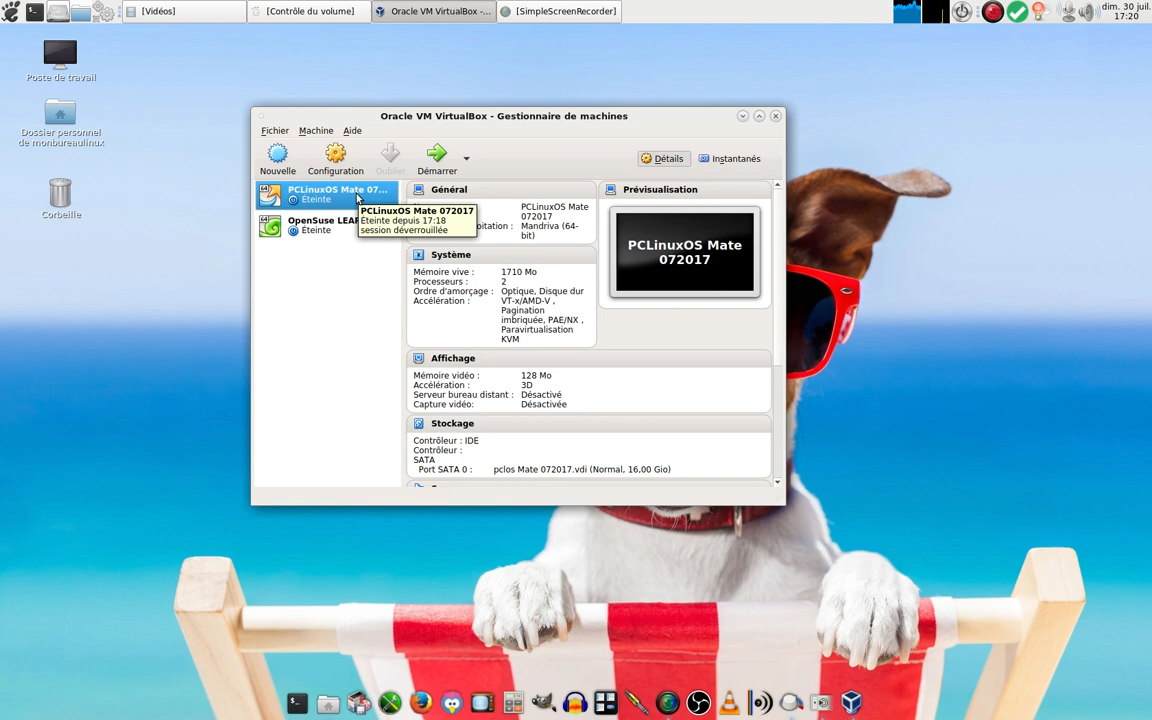 [Vidéos]
[Contrôle du volume]
Oracle VM VirtualBox -...
[SimpleScreenRecorder]
dim. 30 juil.
17:20
Poste de travail
Dossier personnel
de monbureaulinux
Corbeille
Oracle VM VirtualBox - Gestionnaire de machines
Fichier Machine Aide
Nouvelle
Configuration
Oublier
Démarrer
Détails
Instantanés
64
PCLinuxOS Mate 07...
Éteinte
64
OpenSuse LEAP
Éteinte
PCLinuxOS Mate 072017
Éteinte depuis 17:18
session déverrouillée
Général
PCLinuxOS Mate
072017
Mandriva (64-
bit)
Système
Mémoire vive : 1710 Mo
Processeurs : 2
Ordre d'amorçage : Optique, Disque dur
Accélération : VT-x/AMD-V ,
Pagination
imbriquée, PAE/NX ,
Paravirtualisation
KVM
Prévisualisation
PCLinuxOS Mate
072017
Affichage
Mémoire vidéo : 128 Mo
Accélération : 3D
Serveur bureau distant : Désactivé
Capture vidéo: Désactivée
Stockage
Contrôleur : IDE
Contrôleur :
SATA
Port SATA 0 : pclos Mate 072017.vdi (Normal, 16,00 Gio)